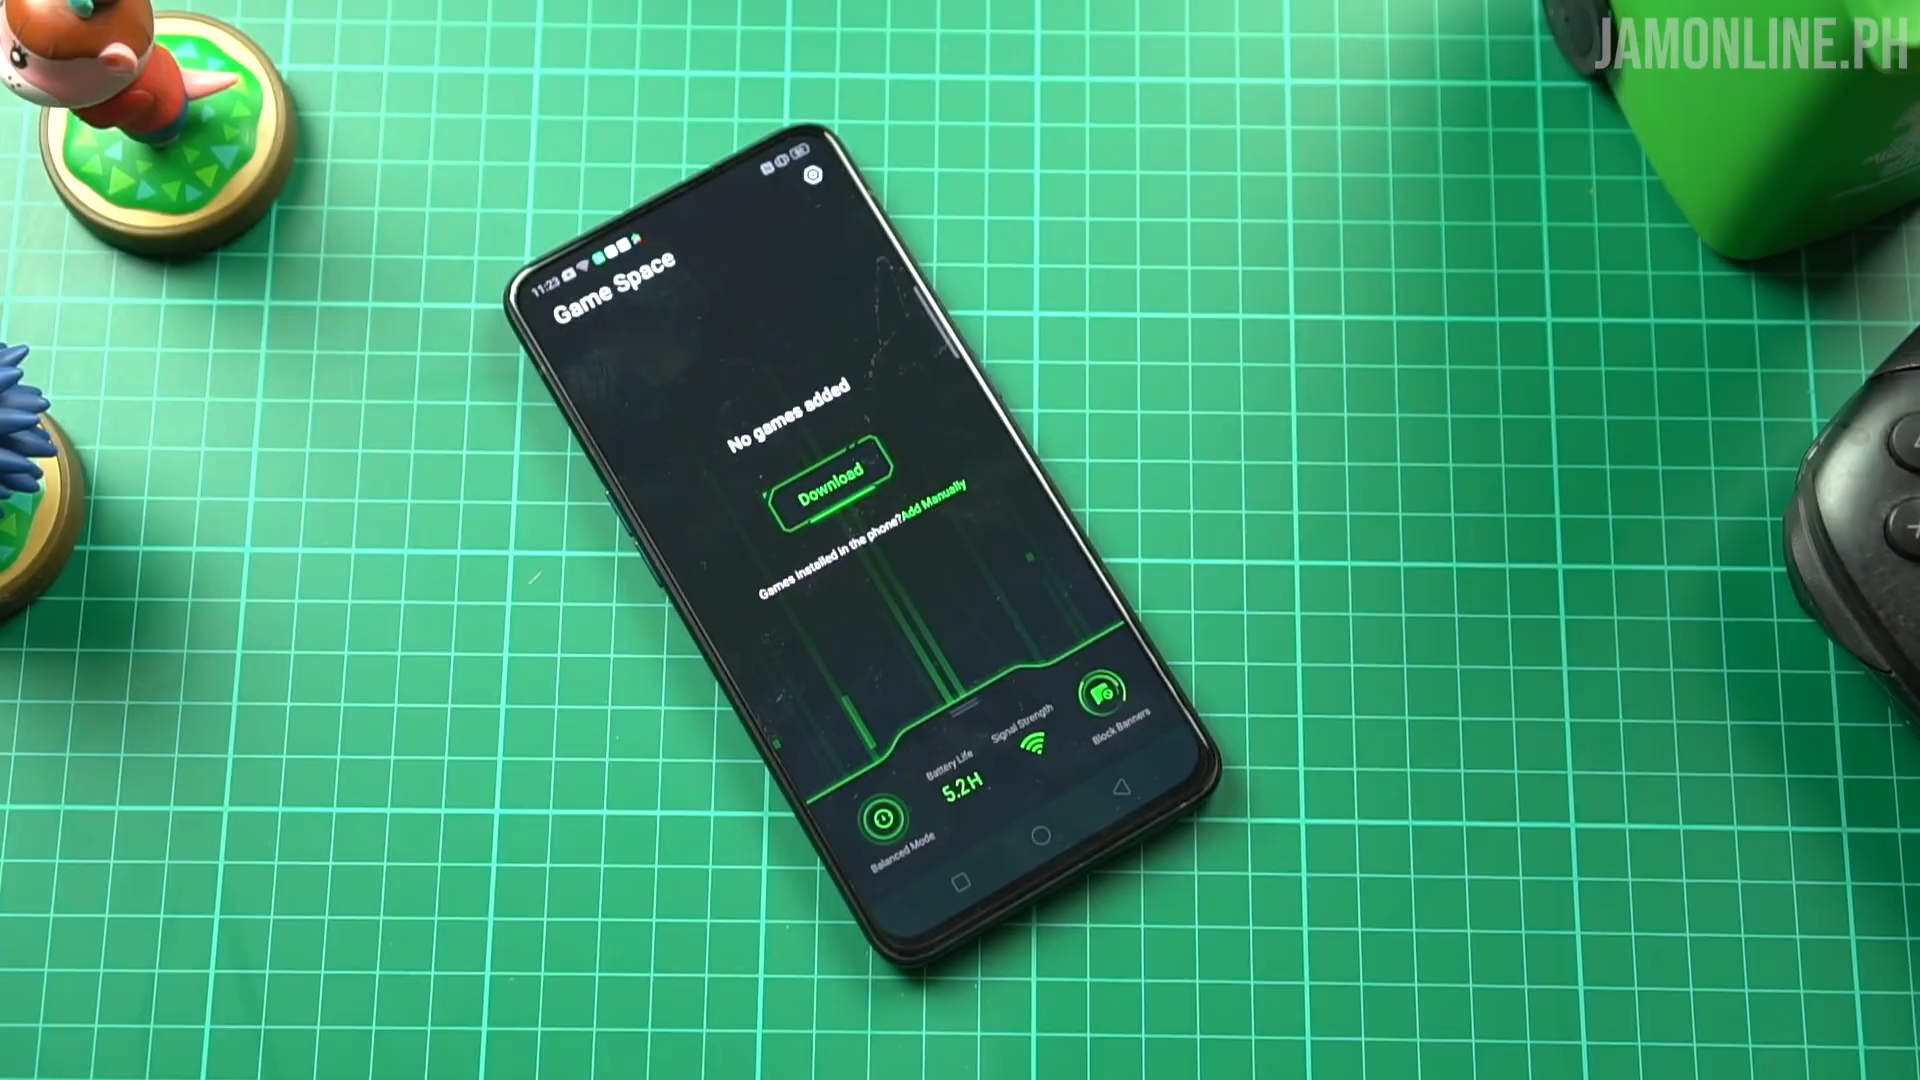 JAMONLINE.PH
11:23
Game Space
No games added
Download
Games installed in the phone?Add Manually
Signal Strength
Battery Life
5.2H
Block Banners
Balanced Mode